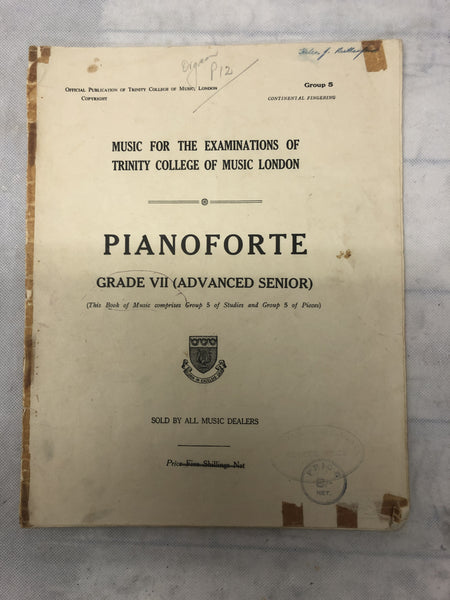 P12
Official Publication of Trinity College of Music, London
Copyright
Group 5
CONTINENTAL FINGERING
MUSIC FOR THE EXAMINATIONS OF
TRINITY COLLEGE OF MUSIC LONDON
PIANOFORTE
GRADE VII (ADVANCED SENIOR)
(This Book of Music comprises Group 5 of Studies and Group 5 of Pieces)
SOLD BY ALL MUSIC DEALERS
Price Five Shillings Net
PRICE
NET.